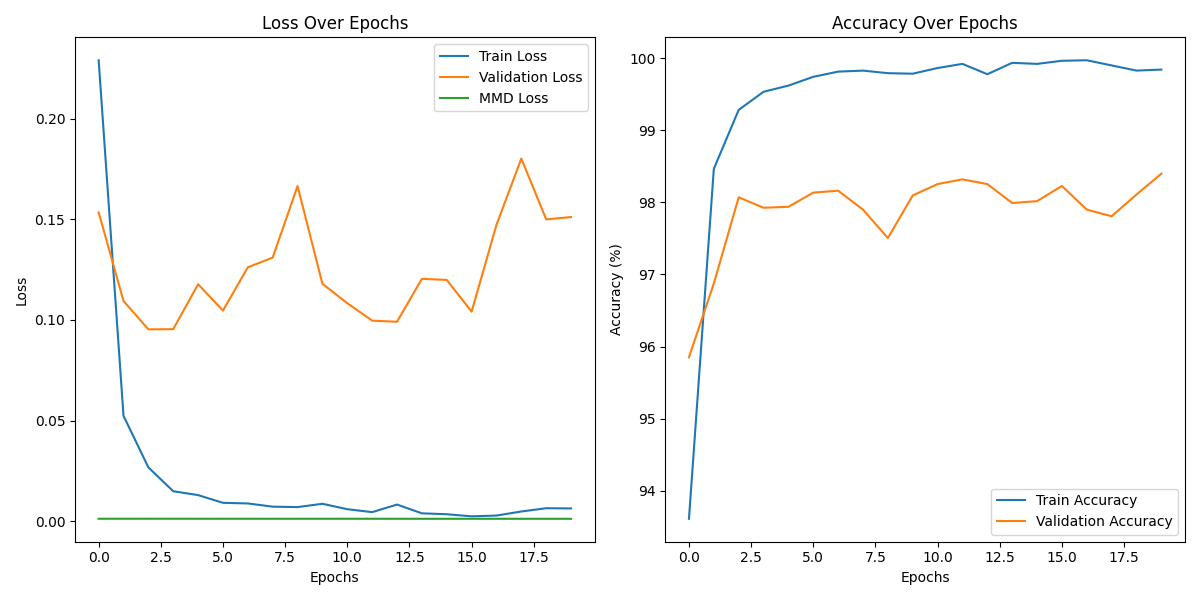 Loss Over Epochs
Train Loss
Validation Loss
MMD Loss
0.20
0.15
0.10
0.05
0.00
Loss
0.0 2.5 5.0 7.5 10.0 12.5 15.0 17.5
Epochs
Accuracy Over Epochs
100
99
98
97
96
95
94
Accuracy (%)
Train Accuracy
Validation Accuracy
0.0 2.5 5.0 7.5 10.0 12.5 15.0 17.5
Epochs